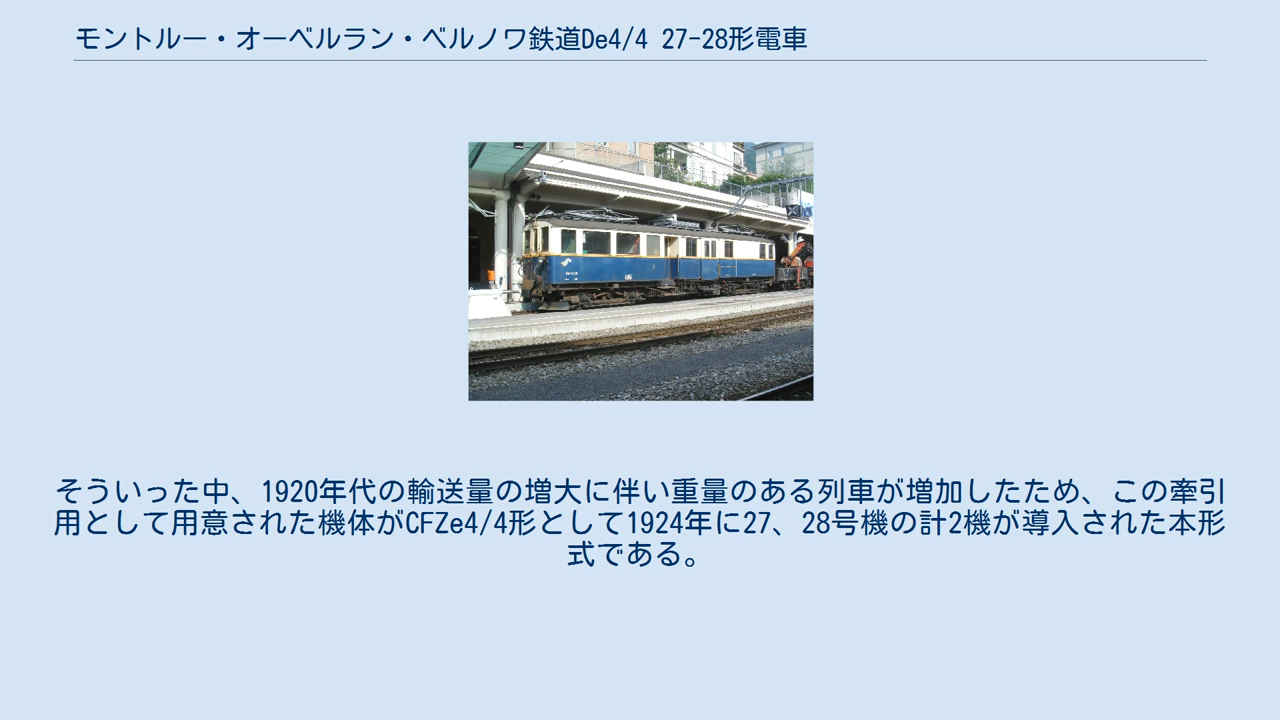 モントルー・オーベルラン・ベルノワ鉄道De4/4 27-28形電車
そういった中、1920年代の輸送量の増大に伴い重量のある列車が増加したため、この牽引
用として用意された機体がCFZe4/4形として1924年に27、28号機の計2機が導入された本形
式である。